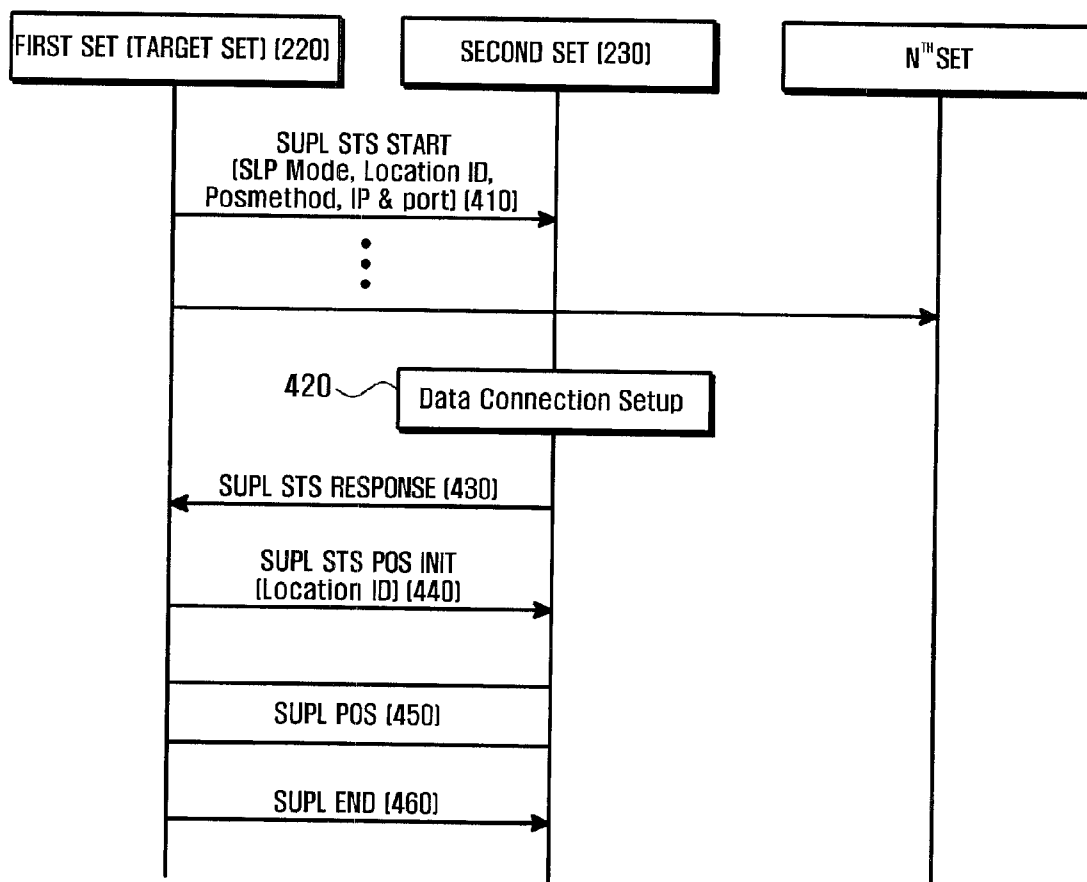 FIRST SET (TARGET SET) (220)
SECOND SET (230)
NTH SET
SUPL STS START
(SLP Mode, Location ID,
Posmethod, IP & port) (410)
420
Data Connection Setup
SUPL STS RESPONSE (430)
SUPL STS POS INIT
(Location ID) (440)
SUPL POS (450)
SUPL END (460)